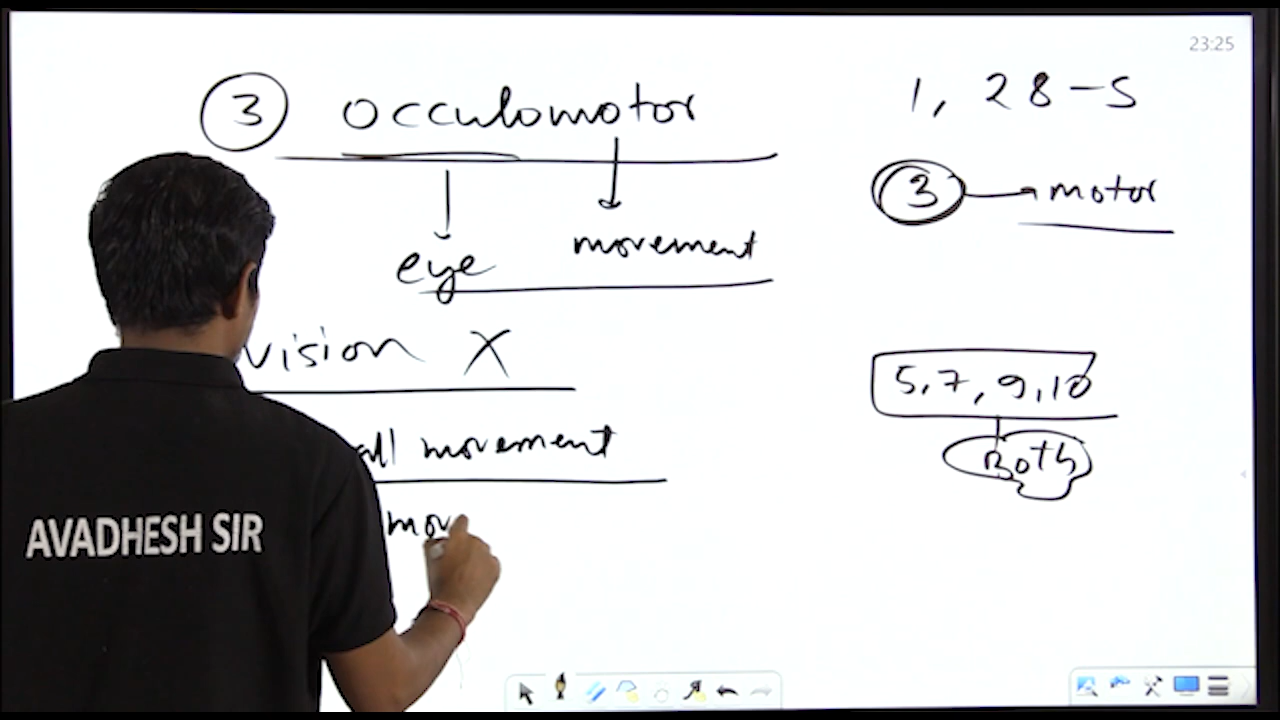 23:25
3 Occulomotor
eye
movement
vision X
all movement
mov
1, 2 8 - S
3 motor
5, 7, 9, 10
Both
AVADHESH SIR